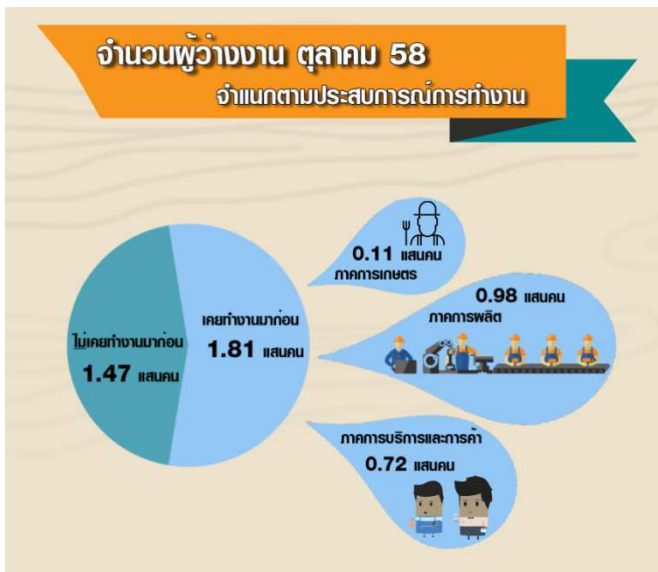 จำนวนผู้ว่างงาน ตุลาคม 58
จำแนกตามประสบการณ์การทำงาน
0.11 แสนคน
ภาคการเกษตร
0.98 แสนคน
ภาคการผลิต
เคยทำงานมาก่อน
1.81 แสนคน
ไม่เคยทำงานมาก่อน
1.47 แสนคน
ภาคการบริการและการค้า
0.72 แสนคน